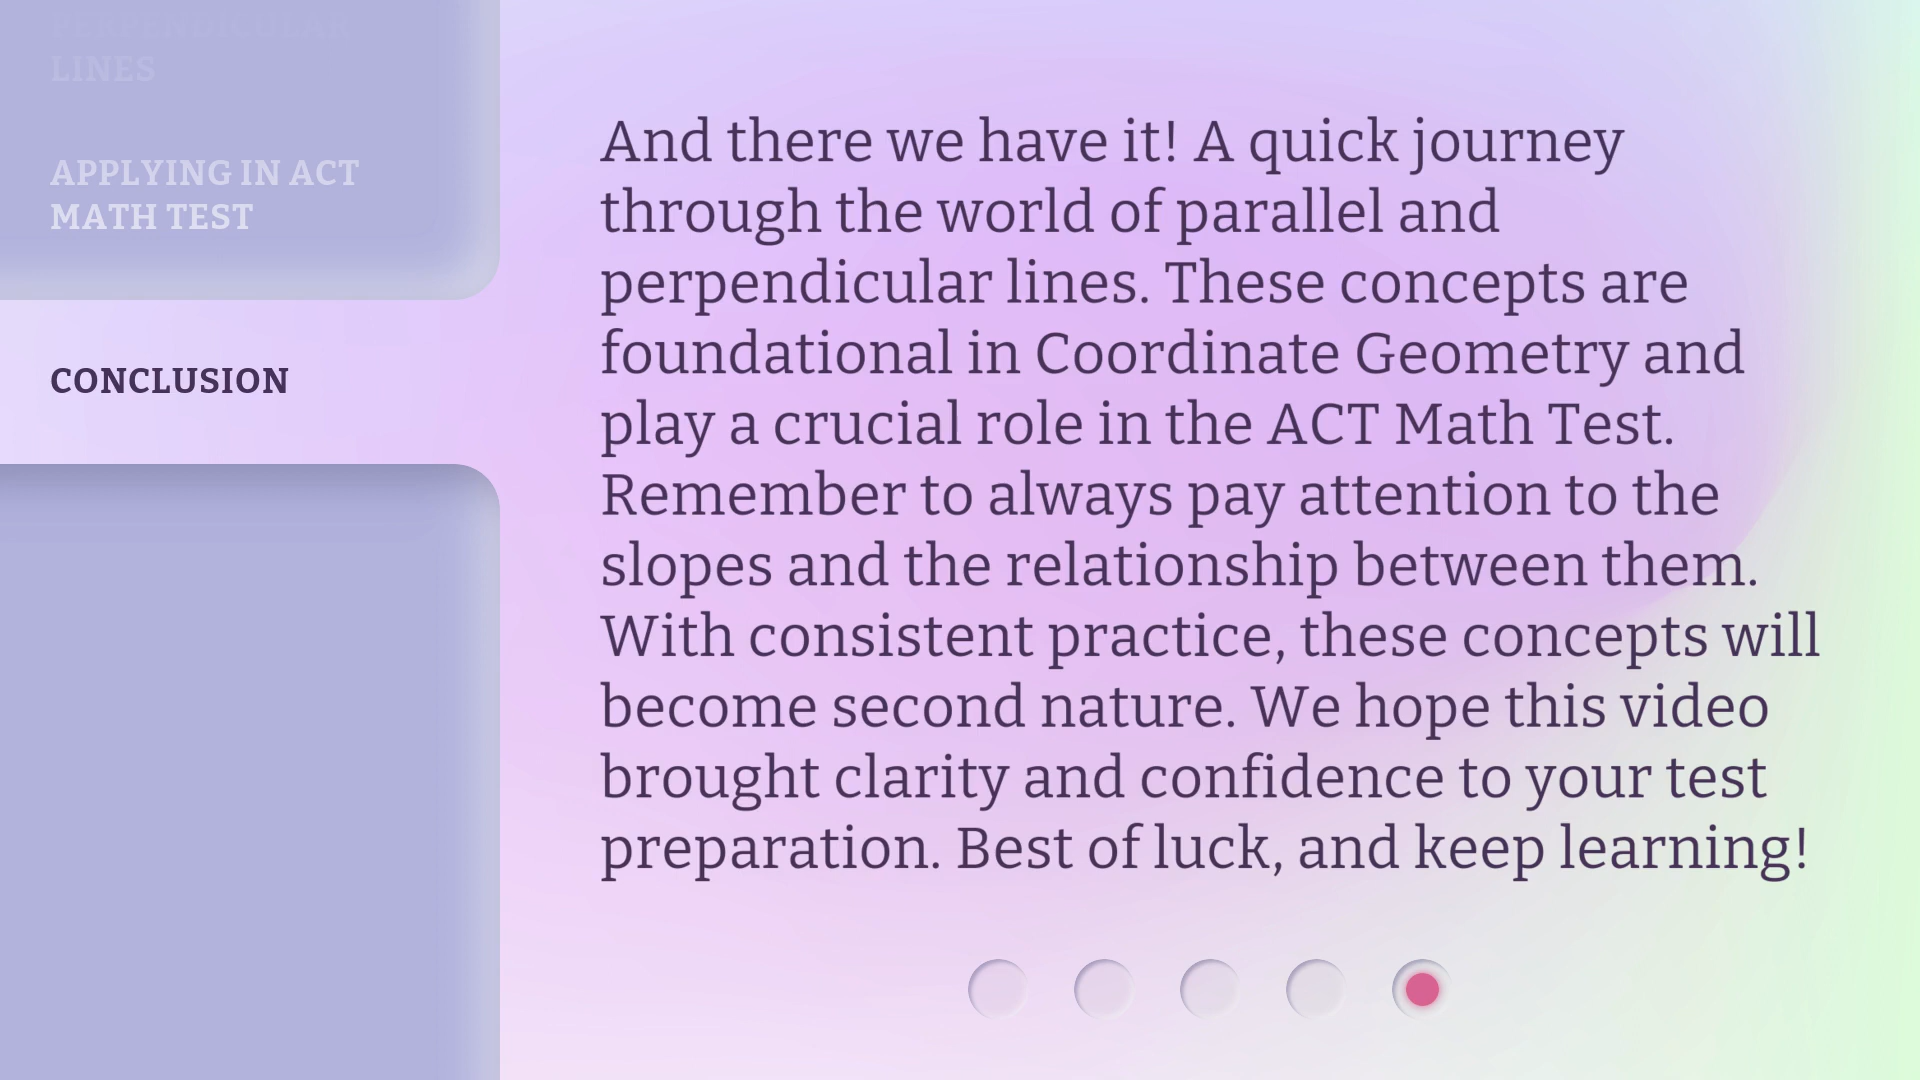 PERPENDICULAR
LINES
APPLYING IN ACT
MATH TEST
CONCLUSION
And there we have it! A quick journey
through the world of parallel and
perpendicular lines. These concepts are
foundational in Coordinate Geometry and
play a crucial role in the ACT Math Test.
Remember to always pay attention to the
slopes and the relationship between them.
With consistent practice, these concepts will
become second nature. We hope this video
brought clarity and confidence to your test
preparation. Best of luck, and keep learning!